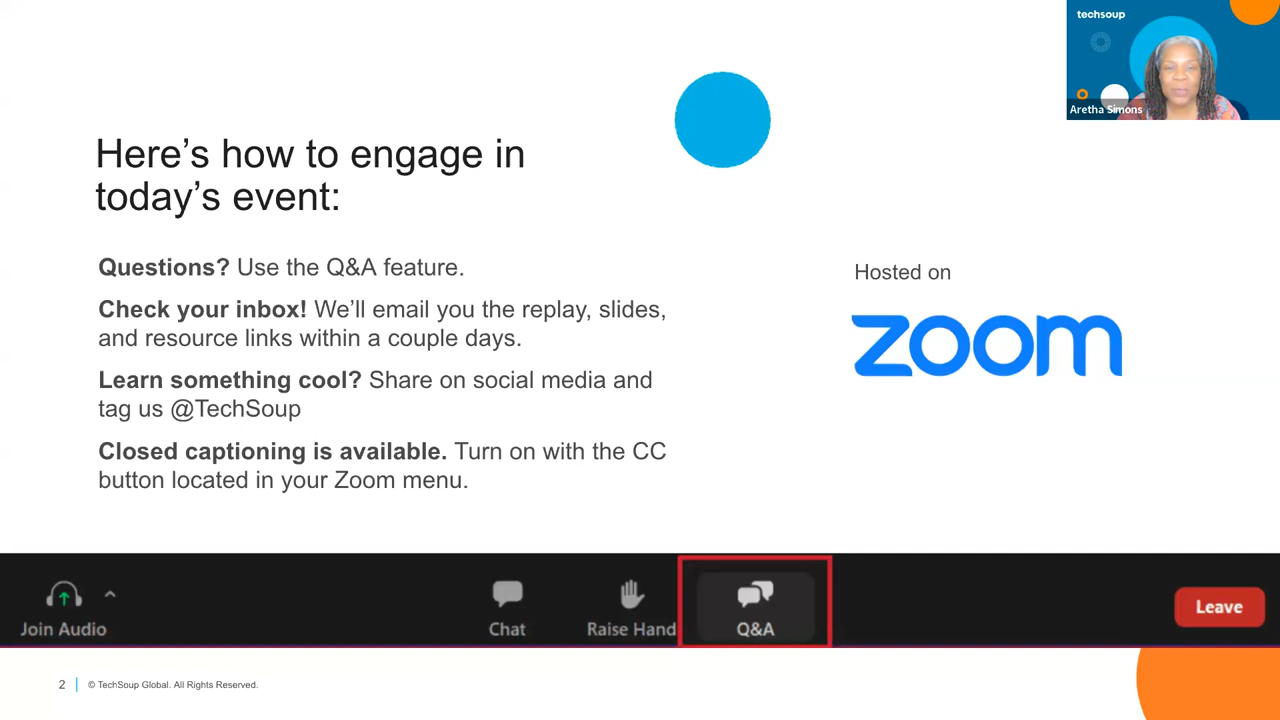 techsoup
Aretha Simons
Here’s how to engage in
today’s event:
Questions? Use the Q&A feature.
Check your inbox! We’ll email you the replay, slides,
and resource links within a couple days.
Learn something cool? Share on social media and
tag us @TechSoup
Closed captioning is available. Turn on with the CC
button located in your Zoom menu.
Hosted on
zoom
Join Audio
Chat
Raise Hand
Q&A
Leave
2
© TechSoup Global. All Rights Reserved.